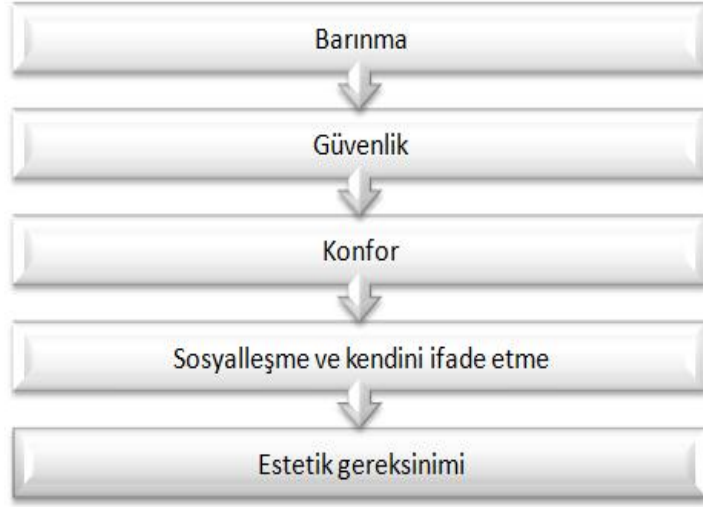 Barınma
Güvenlik
Konfor
Sosyalleşme ve kendini ifade etme
Estetik gereksinimi